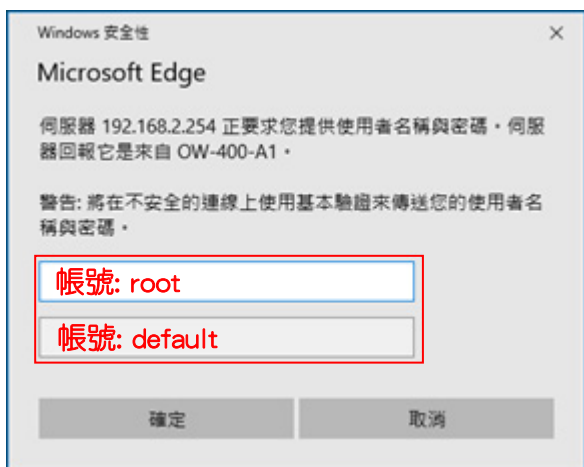 Windows 安全性
Microsoft Edge
伺服器 192.168.2.254 正要求您提供使用者名稱與密碼。伺服
器回報它是來自 OW-400-A1。
警告: 將在不安全的連線上使用基本驗證來傳送您的使用者名
稱與密碼。
帳號: root
帳號: default
確定 取消